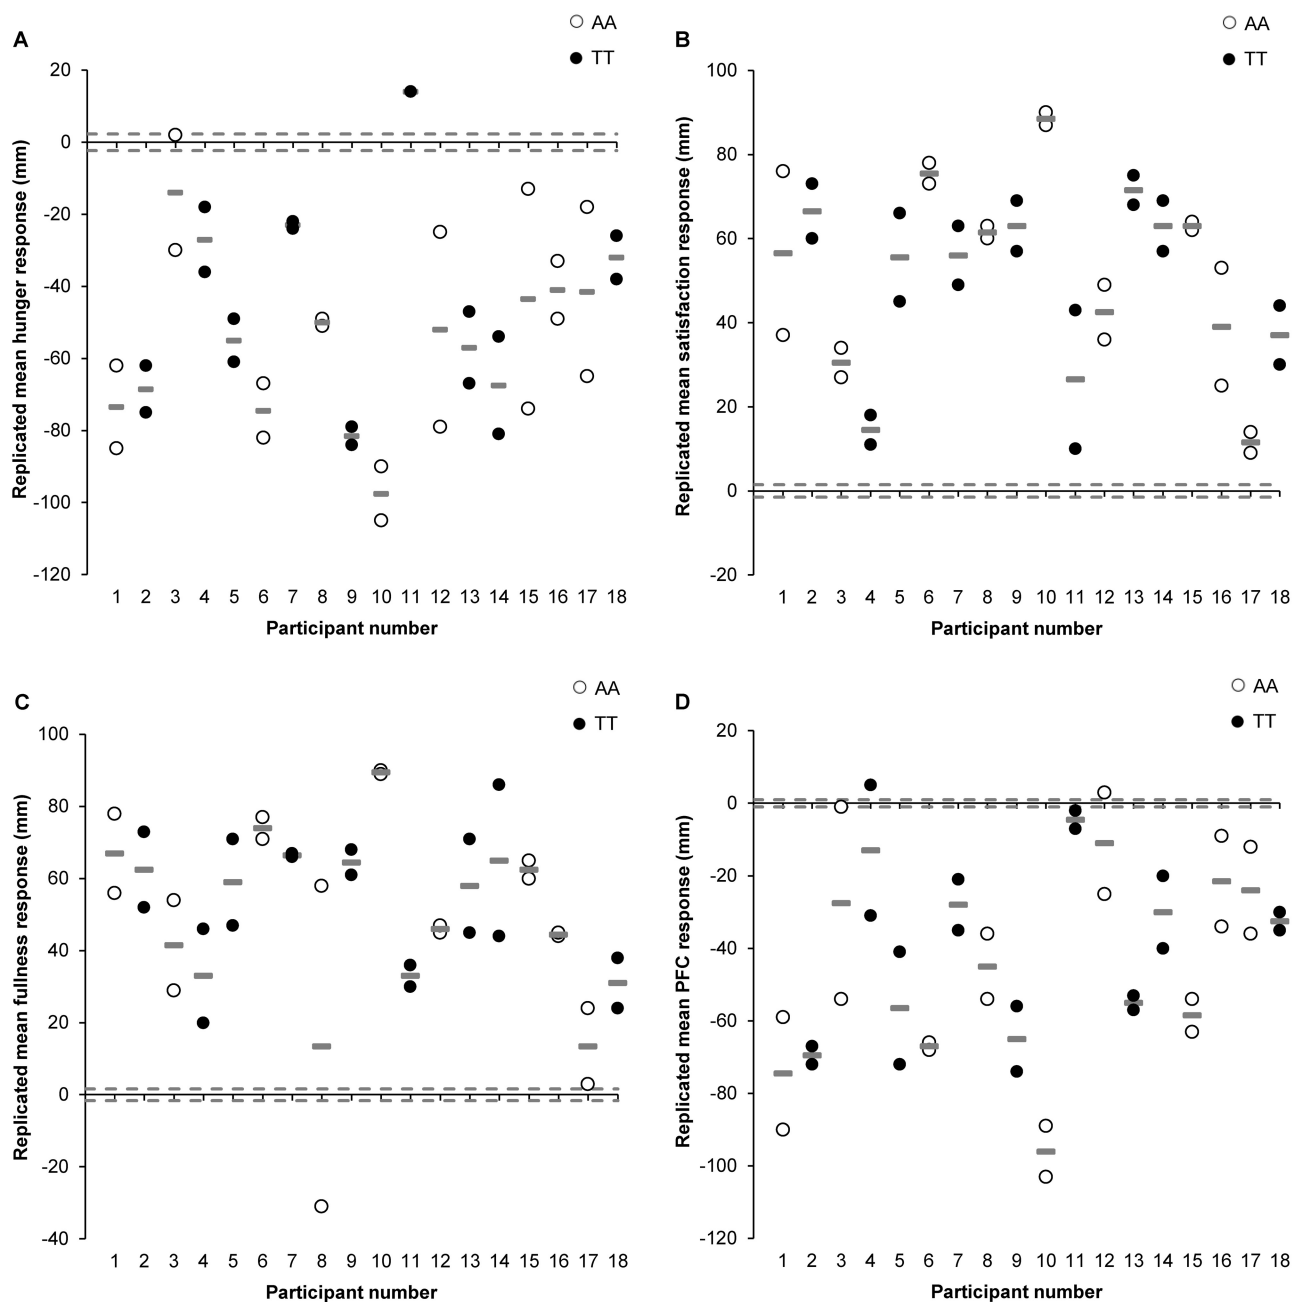 A
AA
TT
20
0
-20
-40
-60
-80
-100
-120
Replicated mean hunger response (mm)
1 2 3 4 5 6 7 8 9 10 11 12 13 14 15 16 17 18
Participant number
B
AA
TT
100
80
60
40
20
0
-20
Replicated mean satisfaction response (mm)
1 2 3 4 5 6 7 8 9 10 11 12 13 14 15 16 17 18
Participant number
C
AA
TT
100
80
60
40
20
0
-20
-40
Replicated mean fullness response (mm)
1 2 3 4 5 6 7 8 9 10 11 12 13 14 15 16 17 18
Participant number
D
AA
TT
20
0
-20
-40
-60
-80
-100
-120
Replicated mean PFC response (mm)
1 2 3 4 5 6 7 8 9 10 11 12 13 14 15 16 17 18
Participant number